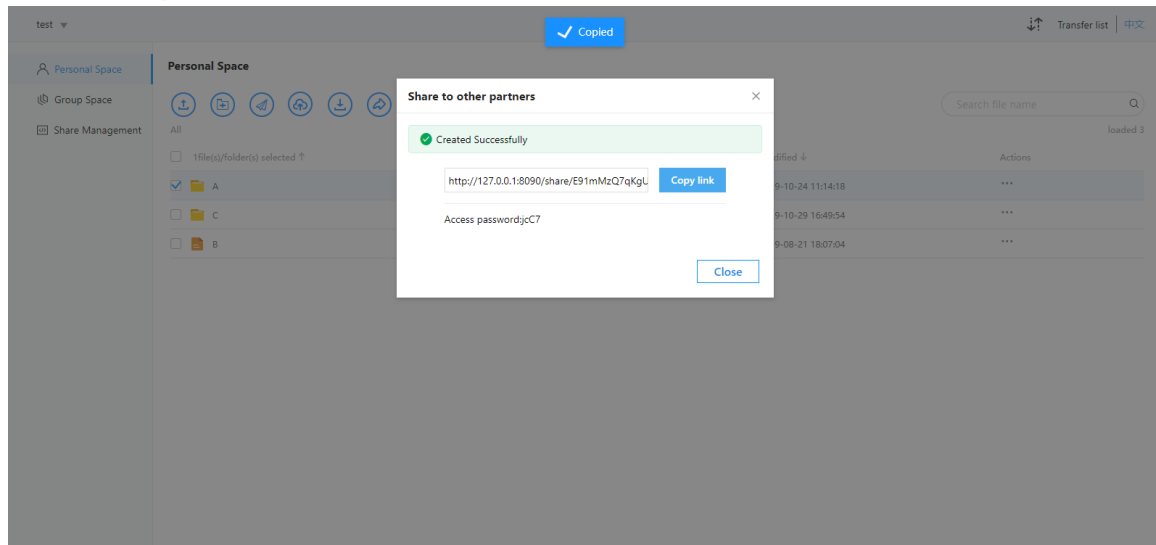 test
Copied
Transfer list
中文
Personal Space
Group Space
Share Management
Personal Space
Search file name
All
loaded 3
1file(s)/folder(s) selected
Actions
A
9-10-24 11:14:18
C
9-10-29 16:49:54
B
9-08-21 18:07:04
Share to other partners
Created Successfully
http://127.0.0.1:8090/share/E91mMzQ7qKgU
Copy link
Access password:jcC7
Close